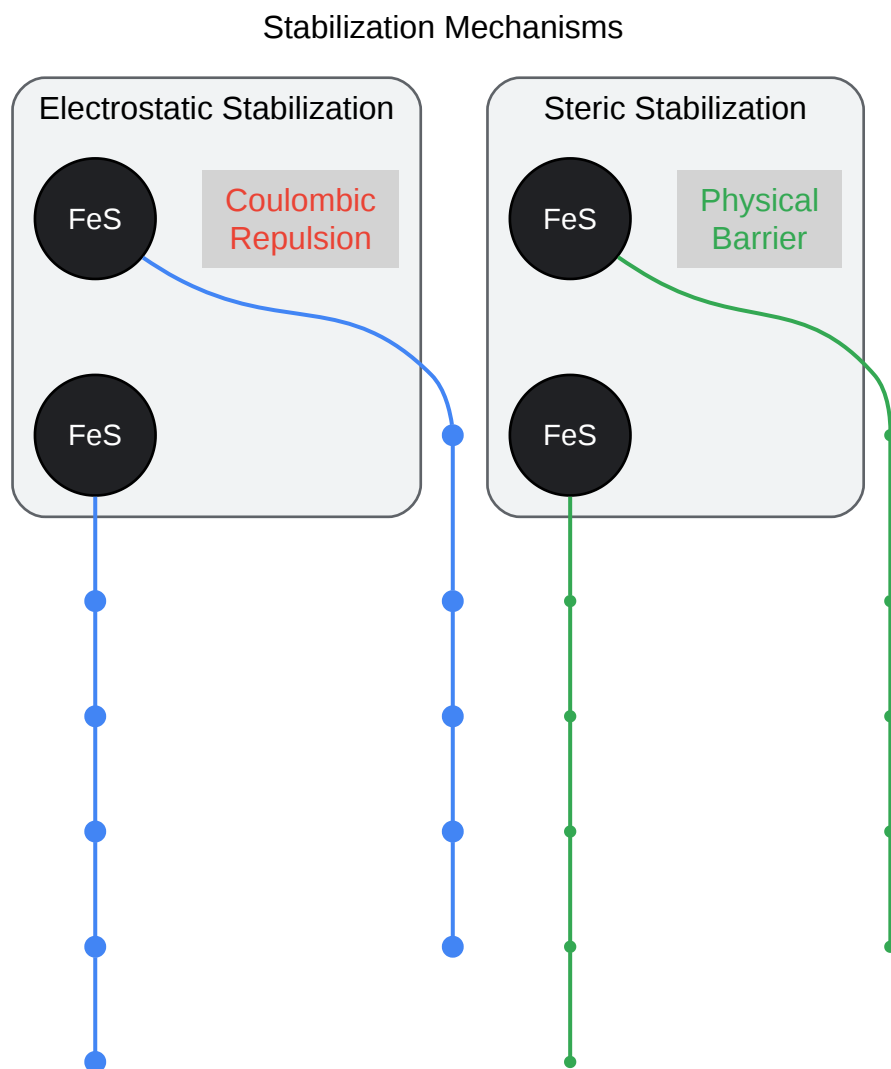 Stabilization Mechanisms
Electrostatic Stabilization
FeS
Coulombic
Repulsion
FeS
Steric Stabilization
FeS
Physical
Barrier
FeS